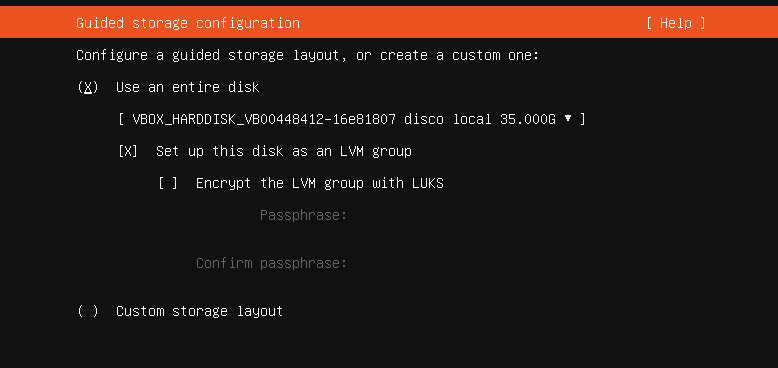 Guided storage configuration [ Help ]
Configure a guided storage layout, or create a custom one:
(X) Use an entire disk
[ VBOX_HARDDISK_VB00448412-16e81807 disco local 35.000G ▾ ]
[X] Set up this disk as an LVM group
[ ] Encrypt the LVM group with LUKS
Passphrase:
Confirm passphrase:
( ) Custom storage layout